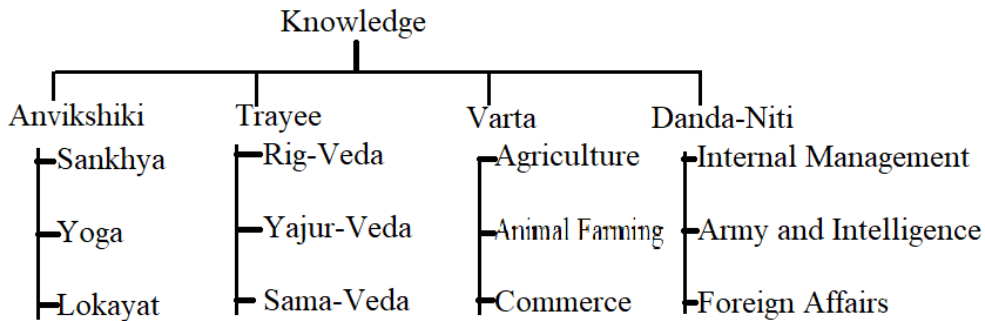 Knowledge
Anvikshiki
Sankhya
Yoga
Lokayat
Trayee
Rig-Veda
Yajur-Veda
Sama-Veda
Varta
Agriculture
Animal Farming
Commerce
Danda-Niti
Internal Management
Army and Intelligence
Foreign Affairs